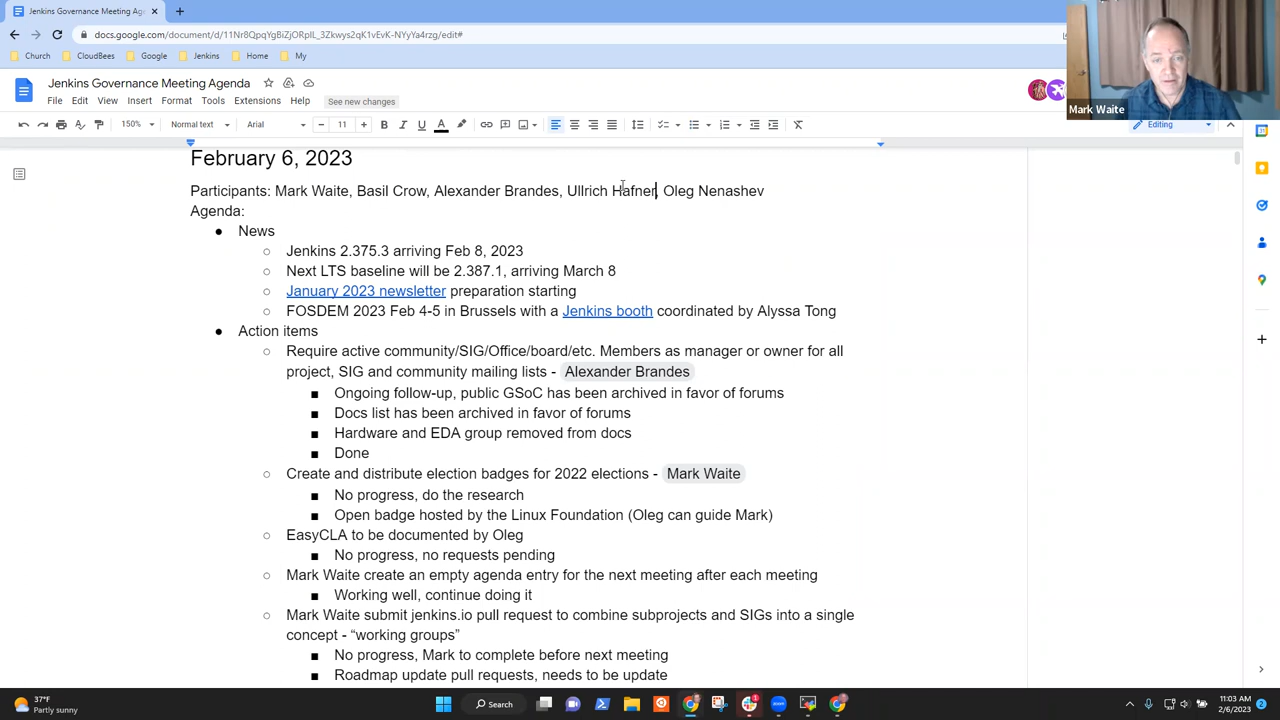 Jenkins Governance Meeting Age
docs.google.com/document/d/11Nr8QpqYgBiZjORpIL_3Zkwys2qK1vEvK-NYyYa4rzg/edit#
Church
CloudBees
Google
Jenkins
Home
My
Jenkins Governance Meeting Agenda
File Edit View Insert Format Tools Extensions Help See new changes
150% Normal text Arial 11 Editing
Mark Waite
February 6, 2023
Participants: Mark Waite, Basil Crow, Alexander Brandes, Ullrich Hafner, Oleg Nenashev
Agenda:
● News
○ Jenkins 2.375.3 arriving Feb 8, 2023
○ Next LTS baseline will be 2.387.1, arriving March 8
○ January 2023 newsletter preparation starting
○ FOSDEM 2023 Feb 4-5 in Brussels with a Jenkins booth coordinated by Alyssa Tong
● Action items
○ Require active community/SIG/Office/board/etc. Members as manager or owner for all
project, SIG and community mailing lists - Alexander Brandes
■ Ongoing follow-up, public GSoC has been archived in favor of forums
■ Docs list has been archived in favor of forums
■ Hardware and EDA group removed from docs
■ Done
○ Create and distribute election badges for 2022 elections - Mark Waite
■ No progress, do the research
■ Open badge hosted by the Linux Foundation (Oleg can guide Mark)
○ EasyCLA to be documented by Oleg
■ No progress, no requests pending
○ Mark Waite create an empty agenda entry for the next meeting after each meeting
■ Working well, continue doing it
○ Mark Waite submit jenkins.io pull request to combine subprojects and SIGs into a single
concept - “working groups”
■ No progress, Mark to complete before next meeting
■ Roadmap update pull requests, needs to be update
37°F
Partly sunny
Search
11:03 AM
2/6/2023